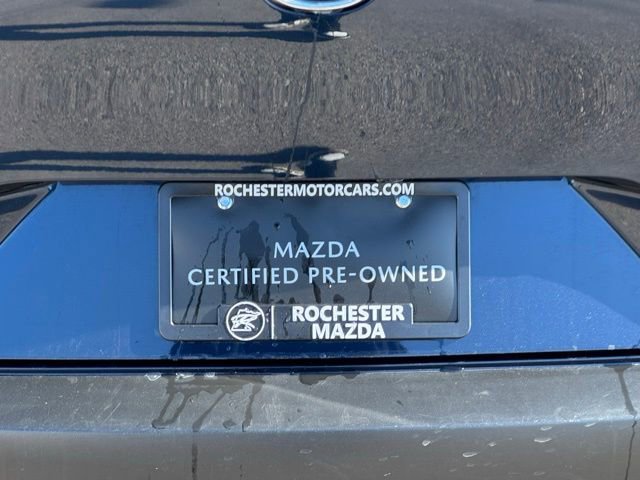 ROCHESTERMOTORCARS.COM
MAZDA
CERTIFIED PRE-OWNED
ROCHESTER
MAZDA